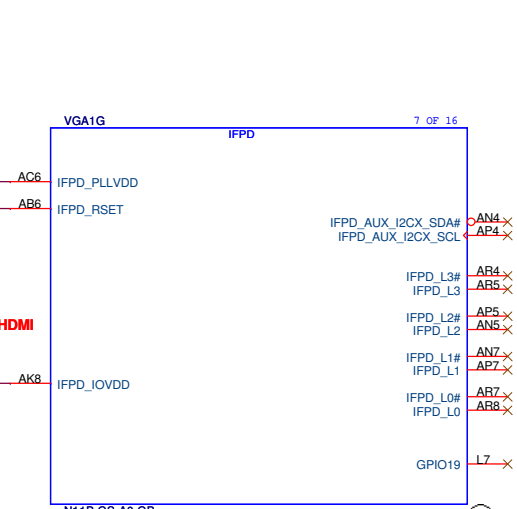 VGA1G 7 OF 16
IFPD
AC6 IFPD_PLLVDD
AB6 IFPD_RSET
IFPD_AUX_I2CX_SDA# AN4
IFPD_AUX_I2CX_SCL AP4
IFPD_L3# AR4
IFPD_L3 AR5
IFPD_L2# AP5
HDMI
IFPD_L2 AN5
IFPD_L1# AN7
IFPD_L1 AP7
AK8 IFPD_IOVDD
IFPD_L0# AR7
IFPD_L0 AR8
GPIO19 L7